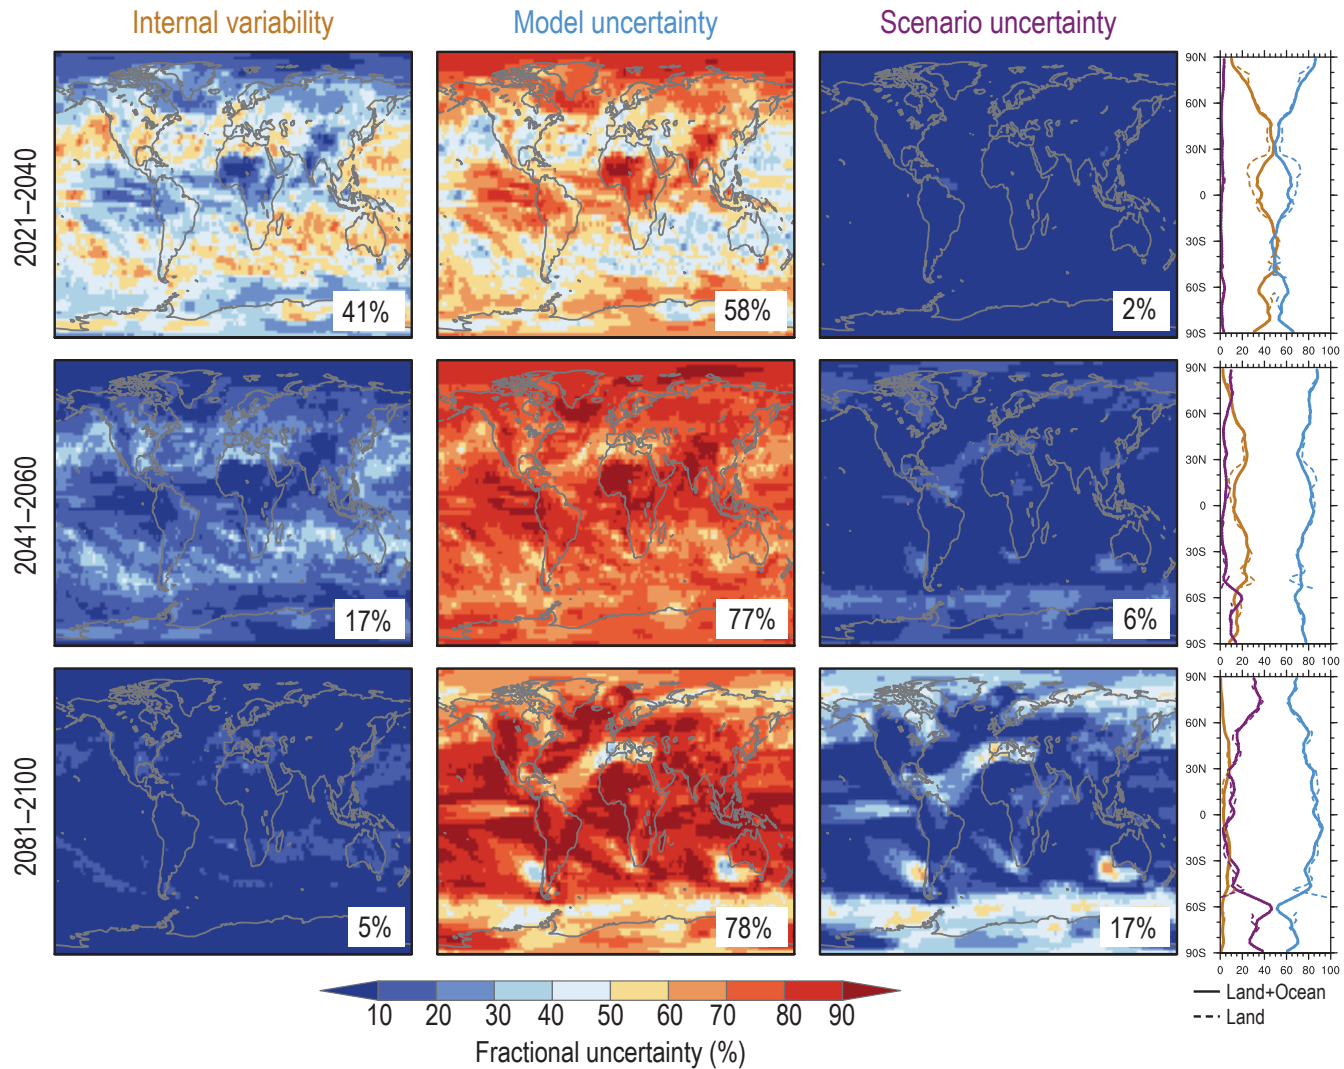 Internal variability Model uncertainty Scenario uncertainty
2021–2040
41%
58%
2%
90N
60N
30N
0
30S
60S
90S
0 20 40 60 80 100
2041–2060
17%
77%
6%
90N
60N
30N
0
30S
60S
90S
0 20 40 60 80 100
2081–2100
5%
78%
17%
90N
60N
30N
0
30S
60S
90S
0 20 40 60 80 100
10 20 30 40 50 60 70 80 90
Fractional uncertainty (%)
Land+Ocean
Land